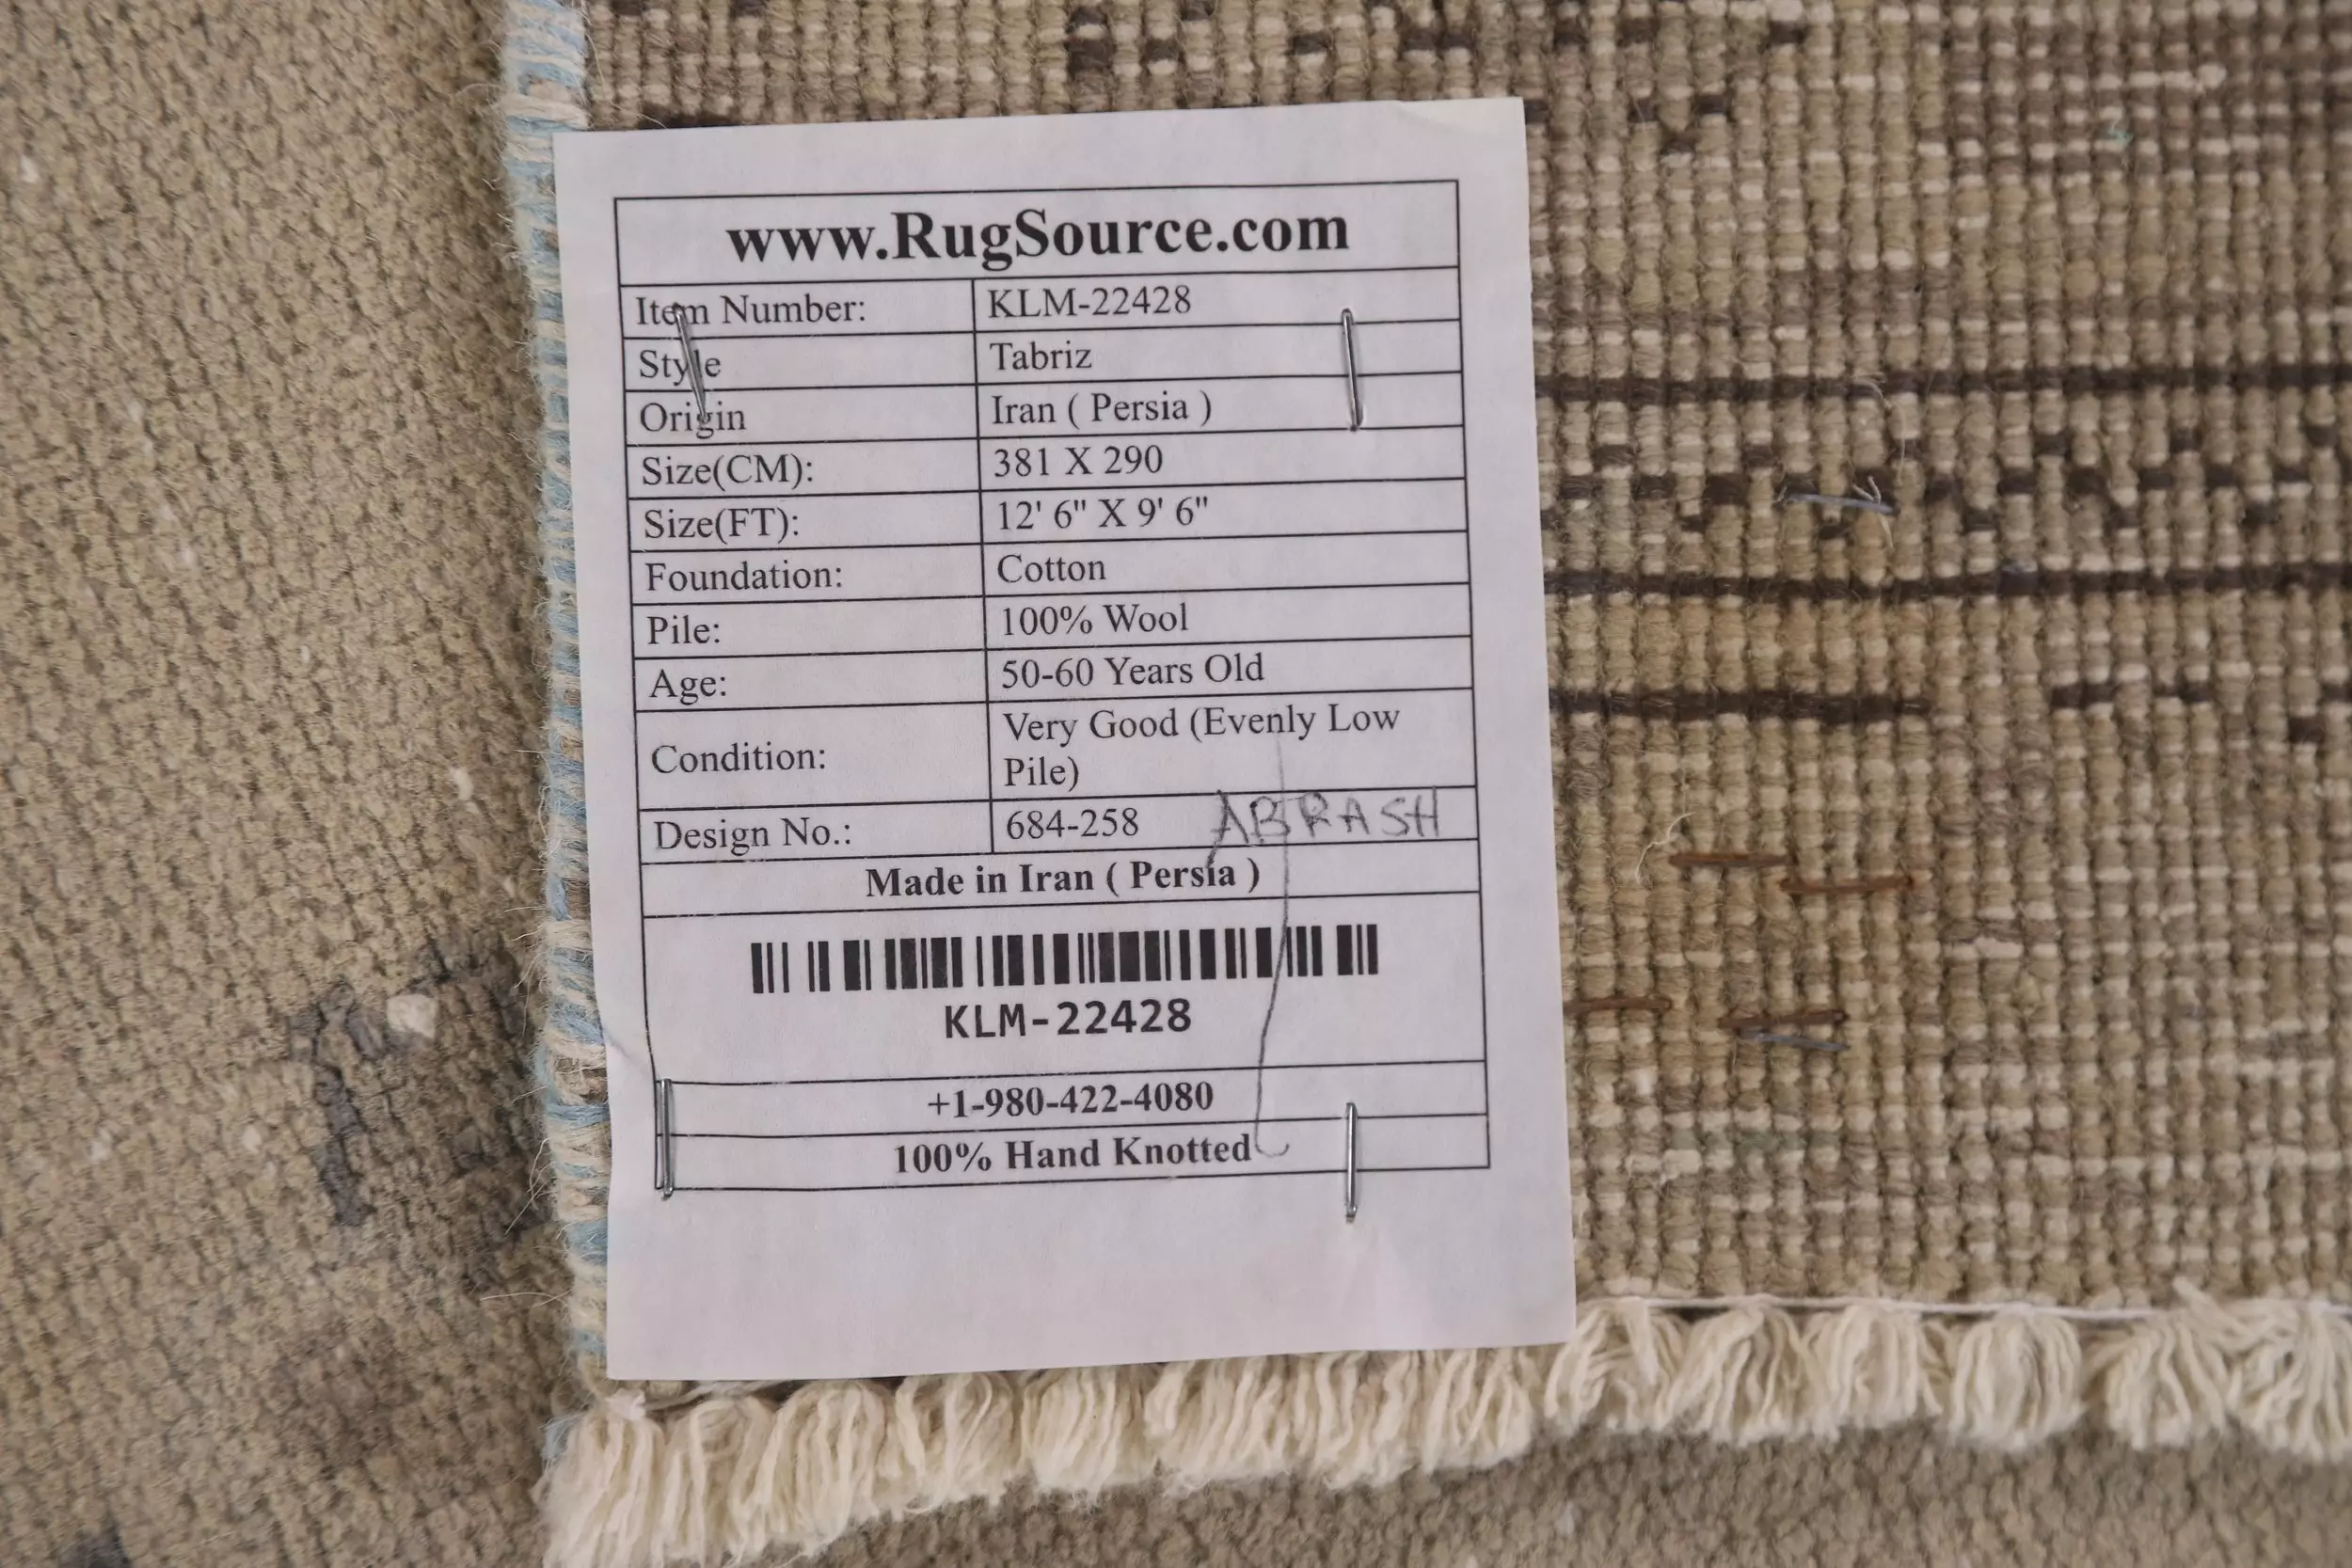 www.RugSource.com
Item Number: KLM-22428
Style Tabriz
Origin Iran ( Persia )
Size(CM): 381 X 290
Size(FT): 12' 6" X 9' 6"
Foundation: Cotton
Pile: 100% Wool
Age: 50-60 Years Old
Condition: Very Good (Evenly Low
Pile)
Design No.: 684-258 ABRASH
Made in Iran ( Persia )
KLM-22428
+1-980-422-4080
100% Hand Knotted